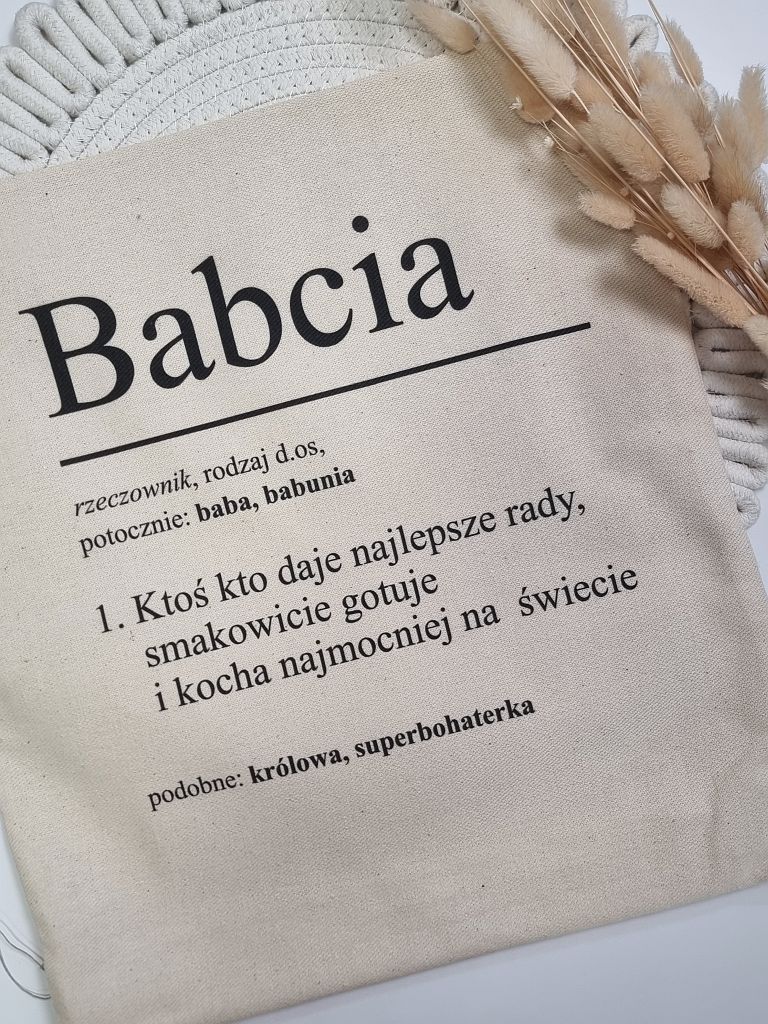 Babcia
rzeczownik, rodzaj d.os,
potocznie: baba, babunia
1. Ktoś kto daje najlepsze rady,
smakowicie gotuje
i kocha najmocniej na świecie
podobne: królowa, superbohaterka